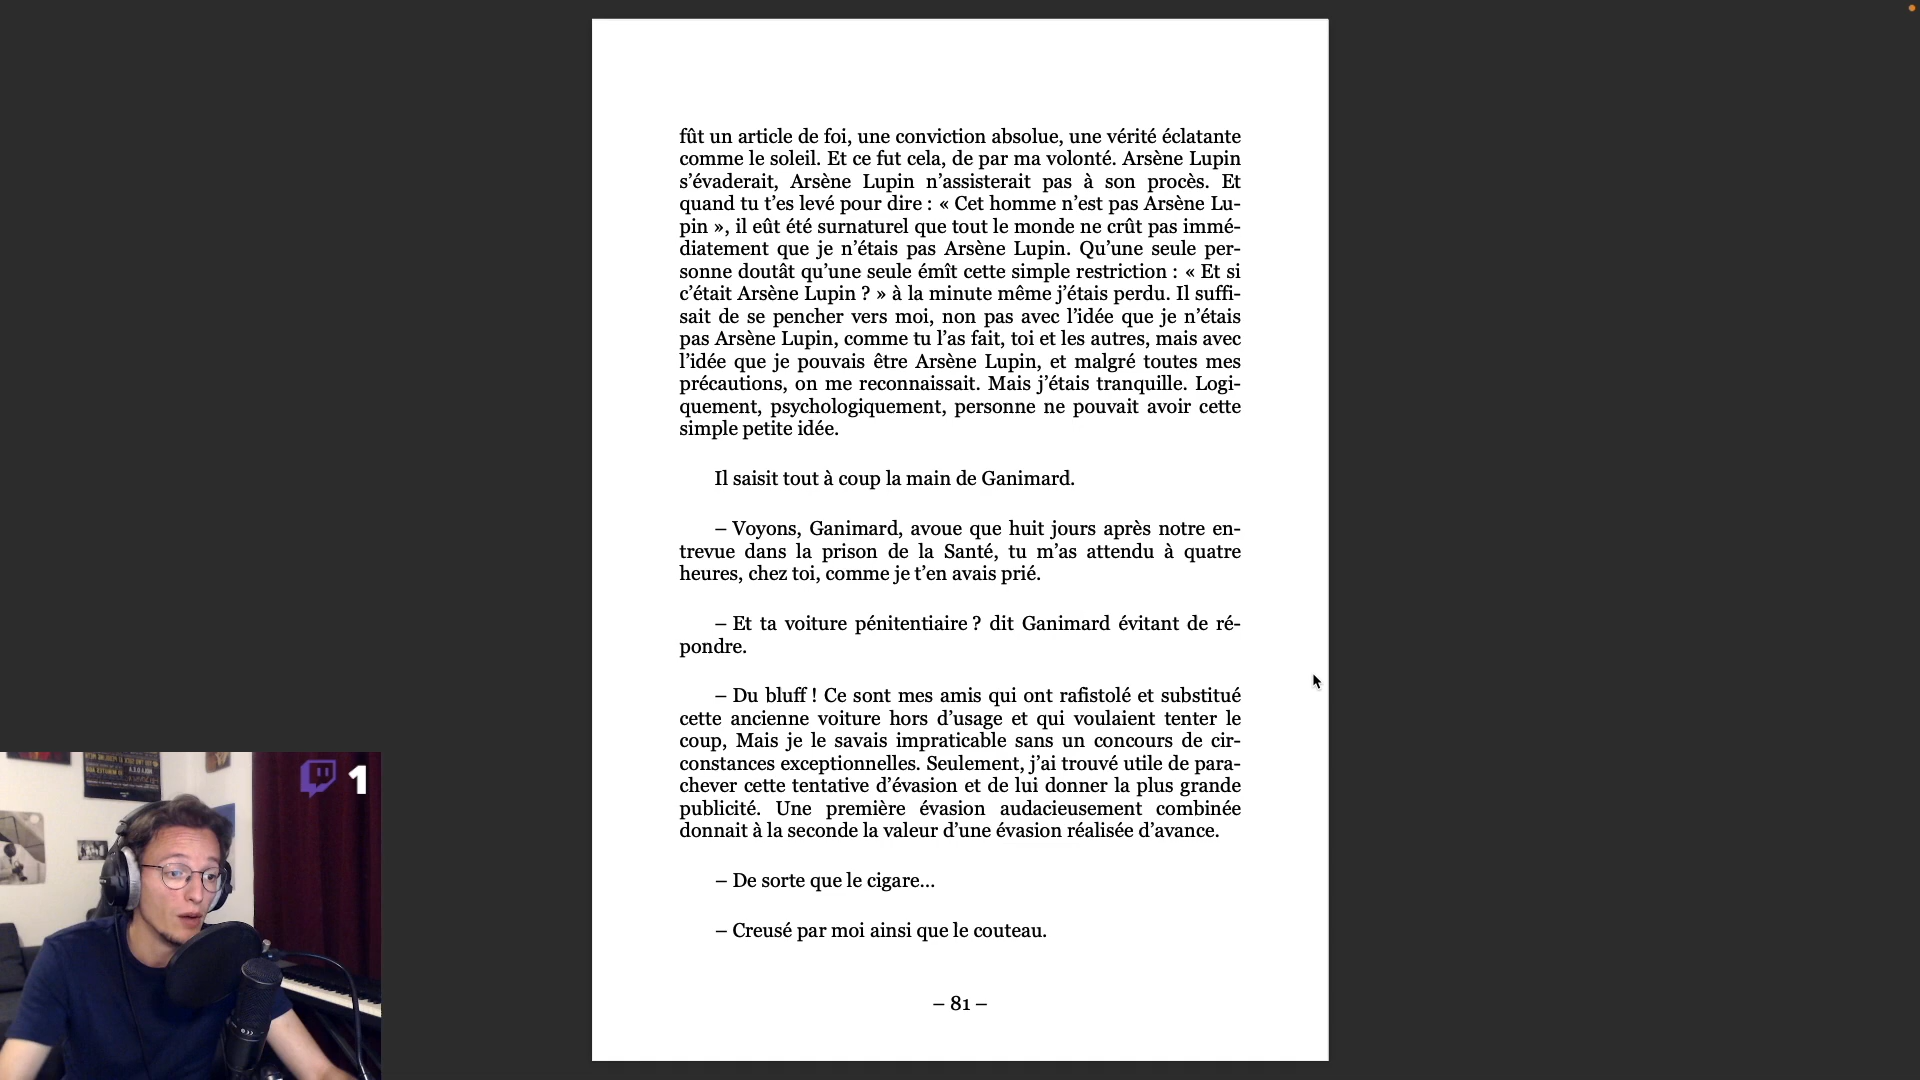 fût un article de foi, une conviction absolue, une vérité éclatante
comme le soleil. Et ce fut cela, de par ma volonté. Arsène Lupin
s’évaderait, Arsène Lupin n’assisterait pas à son procès. Et
quand tu t’es levé pour dire : « Cet homme n’est pas Arsène Lu-
pin », il eût été surnaturel que tout le monde ne crût pas immé-
diatement que je n’étais pas Arsène Lupin. Qu’une seule per-
sonne doutât qu’une seule émît cette simple restriction : « Et si
c’était Arsène Lupin ? » à la minute même j’étais perdu. Il suffi-
sait de se pencher vers moi, non pas avec l’idée que je n’étais
pas Arsène Lupin, comme tu l’as fait, toi et les autres, mais avec
l’idée que je pouvais être Arsène Lupin, et malgré toutes mes
précautions, on me reconnaissait. Mais j’étais tranquille. Logi-
quement, psychologiquement, personne ne pouvait avoir cette
simple petite idée.
Il saisit tout à coup la main de Ganimard.
– Voyons, Ganimard, avoue que huit jours après notre en-
trevue dans la prison de la Santé, tu m’as attendu à quatre
heures, chez toi, comme je t’en avais prié.
– Et ta voiture pénitentiaire ? dit Ganimard évitant de ré-
pondre.
– Du bluff ! Ce sont mes amis qui ont rafistolé et substitué
cette ancienne voiture hors d’usage et qui voulaient tenter le
coup, Mais je le savais impraticable sans un concours de cir-
constances exceptionnelles. Seulement, j’ai trouvé utile de para-
chever cette tentative d’évasion et de lui donner la plus grande
publicité. Une première évasion audacieusement combinée
donnait à la seconde la valeur d’une évasion réalisée d’avance.
– De sorte que le cigare…
– Creusé par moi ainsi que le couteau.
– 81 –
1